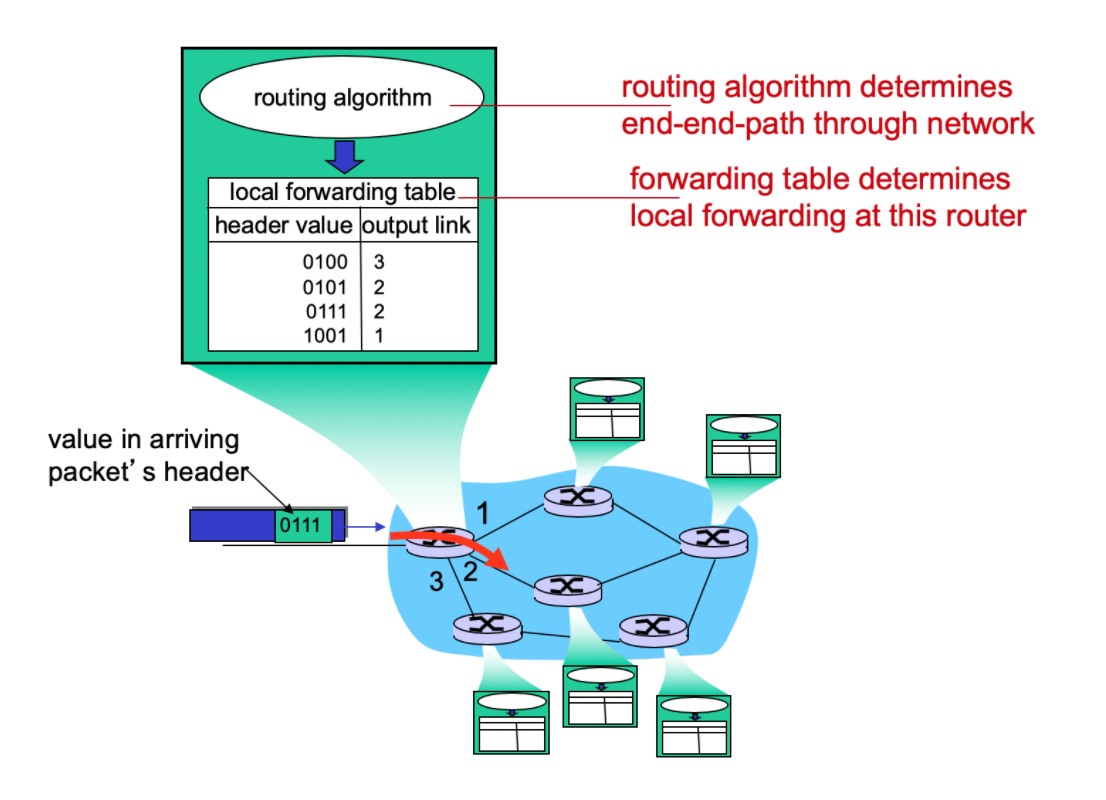 routing algorithm
routing algorithm determines
end-end-path through network
forwarding table determines
local forwarding at this router
local forwarding table
header value output link
0100 3
0101 2
0111 2
1001 1
value in arriving
packet’s header
0111
1
2
3